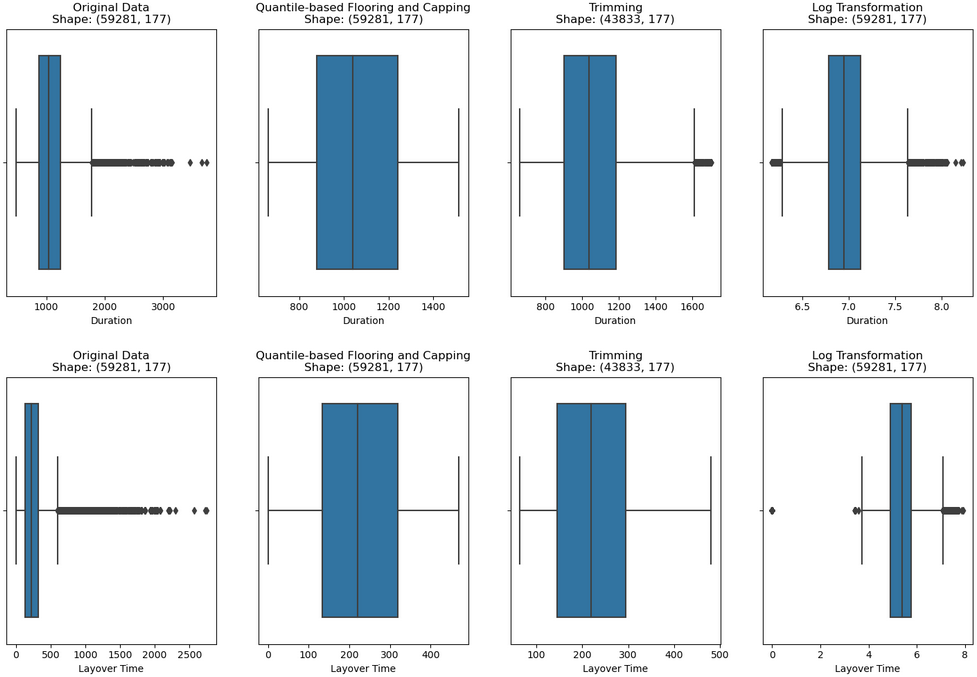 Original Data
Shape: (59281, 177)
Quantile-based Flooring and Capping
Shape: (59281, 177)
Trimming
Shape: (43833, 177)
Log Transformation
Shape: (59281, 177)
1000 2000 3000
Duration
800 1000 1200 1400
Duration
800 1000 1200 1400 1600
Duration
6.5 7.0 7.5 8.0
Duration
Original Data
Shape: (59281, 177)
Quantile-based Flooring and Capping
Shape: (59281, 177)
Trimming
Shape: (43833, 177)
Log Transformation
Shape: (59281, 177)
0 500 1000 1500 2000 2500
Layover Time
0 100 200 300 400
Layover Time
100 200 300 400 500
Layover Time
0 2 4 6 8
Layover Time